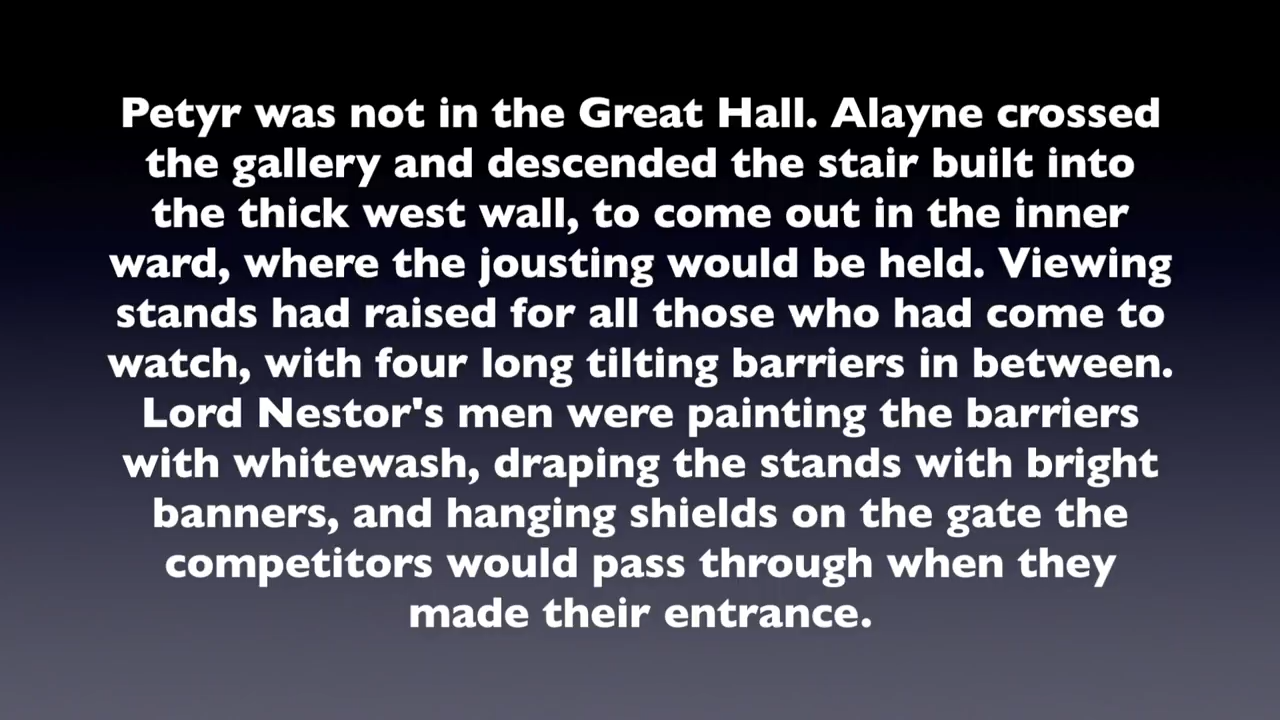 Petyr was not in the Great Hall. Alayne crossed
the gallery and descended the stair built into
the thick west wall, to come out in the inner
ward, where the jousting would be held. Viewing
stands had raised for all those who had come to
watch, with four long tilting barriers in between.
Lord Nestor's men were painting the barriers
with whitewash, draping the stands with bright
banners, and hanging shields on the gate the
competitors would pass through when they
made their entrance.